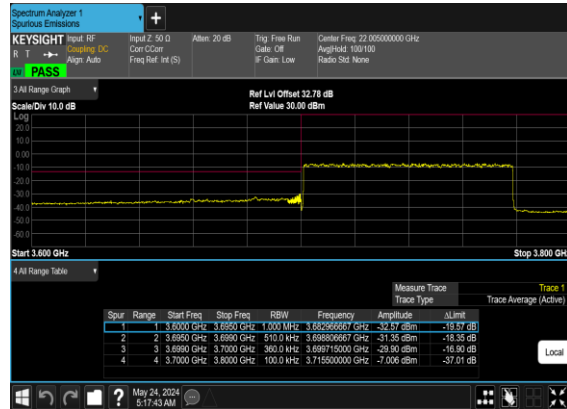 Spectrum Analyzer 1
Spurious Emissions
+
KEYSIGHT Input: RF Input Z: 50 Ω Atten: 20 dB Trig: Free Run Center Freq: 22.005000000 GHz
R T Coupling: DC Corr CCorr Gate: Off Avg|Hold: 100/100
Align: Auto Freq Ref: Int (S) IF Gain: Low Radio Std: None
PASS
3 All Range Graph
Ref Lvl Offset 32.78 dB
Scale/Div 10.0 dB Ref Value 30.00 dBm
Log
20.0
10.0
0.00
-10.0
-20.0
-30.0
-40.0
-50.0
-60.0
Start 3.600 GHz Stop 3.800 GHz
4 All Range Table
Measure Trace Trace 1
Trace Type Trace Average (Active)
Spur Range Start Freq Stop Freq RBW Frequency Amplitude ΔLimit
1 1 3.6000 GHz 3.6950 GHz 1.000 MHz 3.682966667 GHz -32.57 dBm -19.57 dB
2 2 3.6950 GHz 3.6990 GHz 510.0 kHz 3.698806667 GHz -31.35 dBm -18.35 dB
3 3 3.6990 GHz 3.7000 GHz 360.0 kHz 3.699715000 GHz -29.90 dBm -16.90 dB
4 4 3.7000 GHz 3.8000 GHz 100.0 kHz 3.715500000 GHz -7.006 dBm -37.01 dB
Local
? May 24, 2024
5:17:43 AM